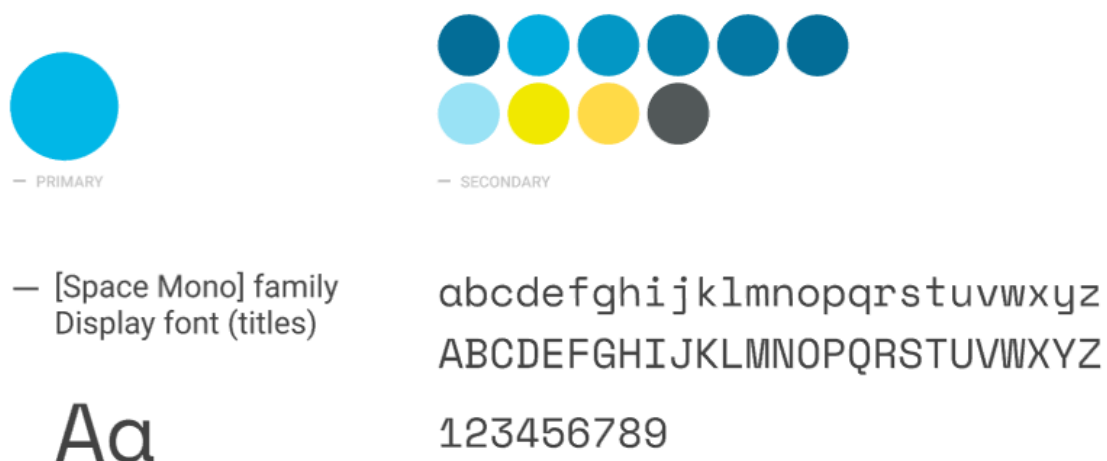 — PRIMARY
— SECONDARY
— [Space Mono] family
Display font (titles)
Aa
abcdefghijklmnopqrstuvwxyz
ABCDEFGHIJKLMNOPQRSTUVWXYZ
123456789